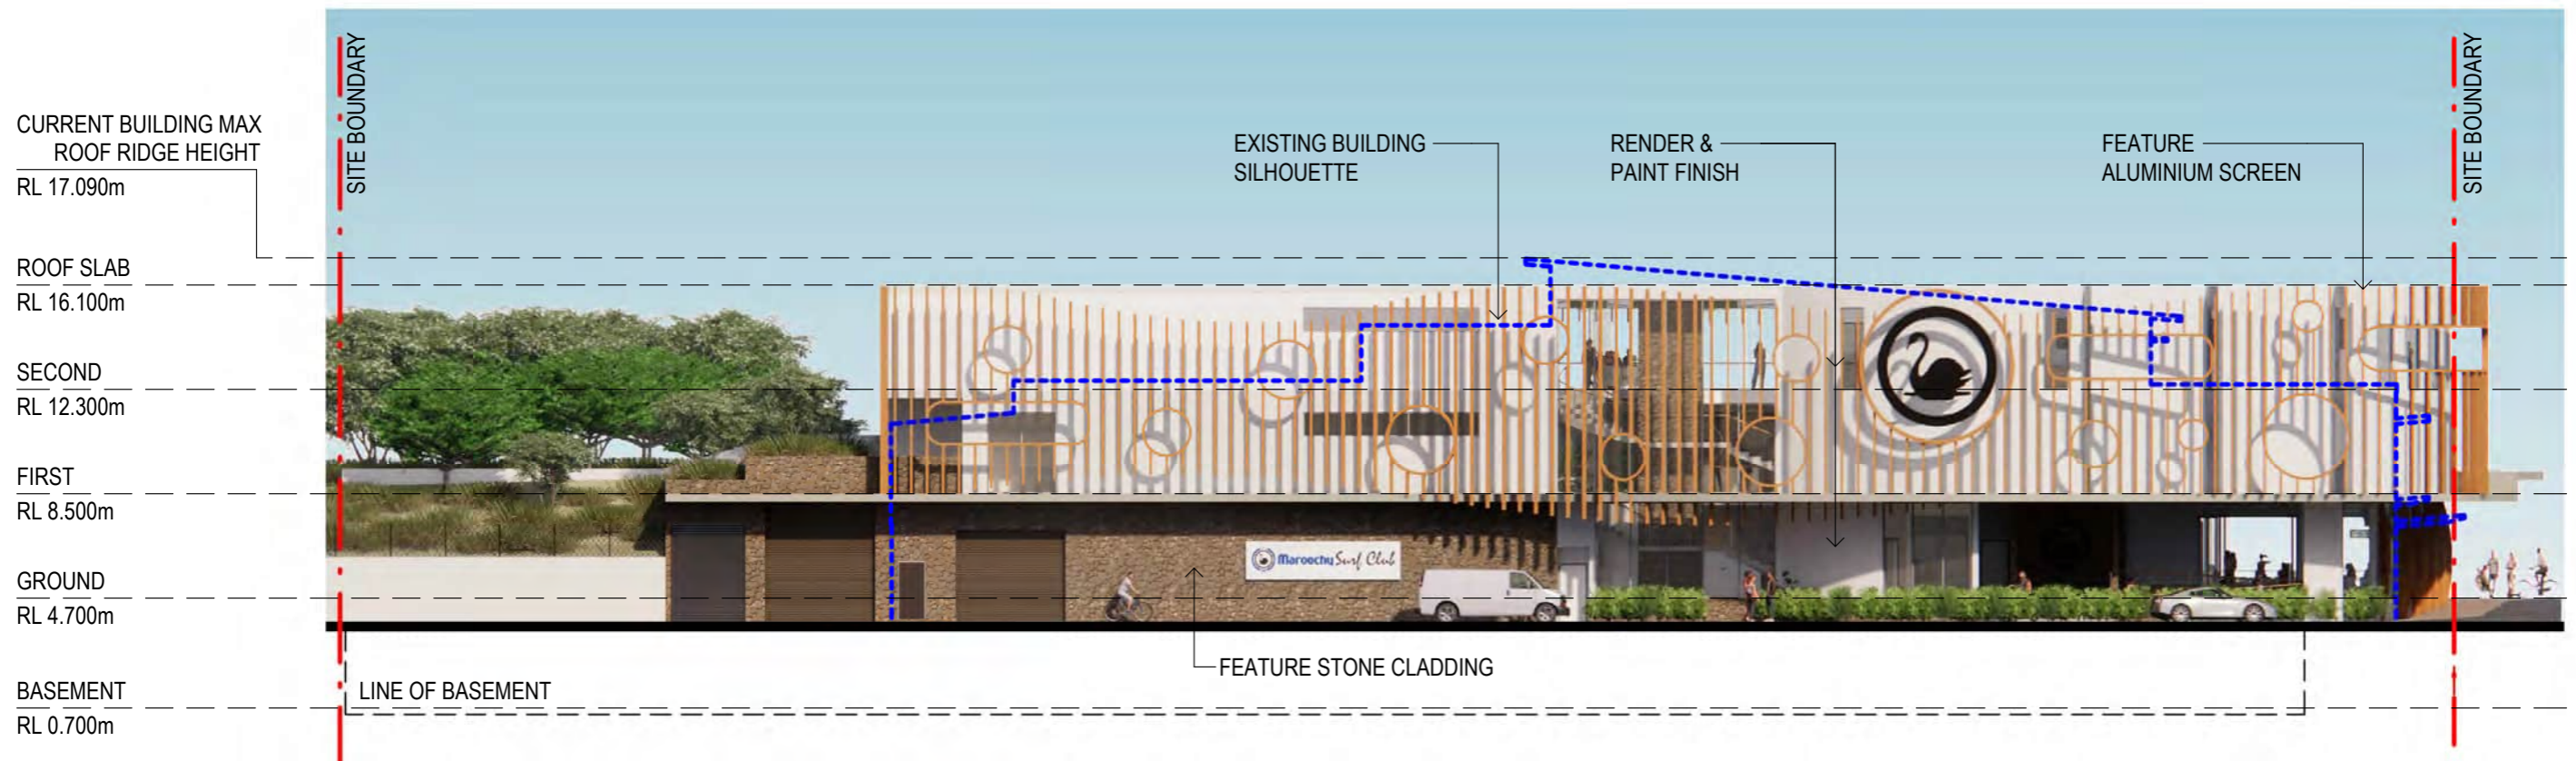 CURRENT BUILDING MAX
ROOF RIDGE HEIGHT
RL 17.090m
ROOF SLAB
RL 16.100m
SECOND
RL 12.300m
FIRST
RL 8.500m
GROUND
RL 4.700m
BASEMENT
RL 0.700m
SITE BOUNDARY
EXISTING BUILDING
SILHOUETTE
RENDER &
PAINT FINISH
FEATURE
ALUMINIUM SCREEN
SITE BOUNDARY
Maroochy Surf Club
FEATURE STONE CLADDING
LINE OF BASEMENT